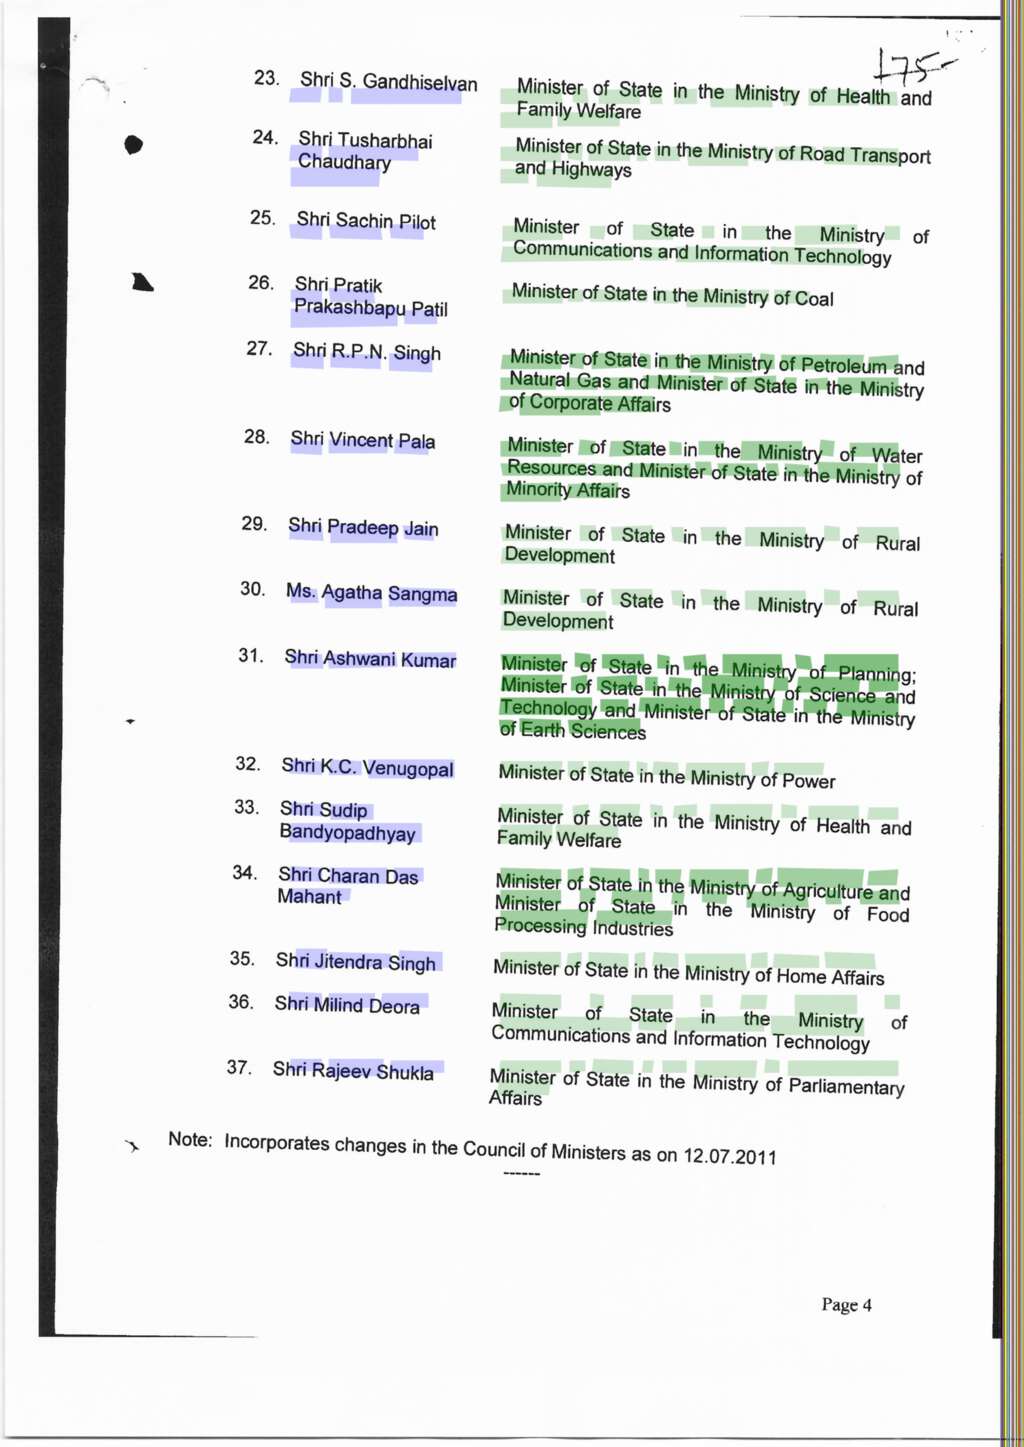 175-
23. Shri S. Gandhiselvan Minister of State in the Ministry of Health and
Family Welfare
24. Shri Tusharbhai Minister of State in the Ministry of Road Transport
Chaudhary and Highways
25. Shri Sachin Pilot Minister of State in the Ministry of
Communications and Information Technology
26. Shri Pratik Minister of State in the Ministry of Coal
Prakashbapu Patil
27. Shri R.P.N. Singh Minister of State in the Ministry of Petroleum and
Natural Gas and Minister of State in the Ministry
of Corporate Affairs
28. Shri Vincent Pala Minister of State in the Ministry of Water
Resources and Minister of State in the Ministry of
Minority Affairs
29. Shri Pradeep Jain Minister of State in the Ministry of Rural
Development
30. Ms. Agatha Sangma Minister of State in the Ministry of Rural
Development
31. Shri Ashwani Kumar Minister of State in the Ministry of Planning;
Minister of State in the Ministry of Science and
Technology and Minister of State in the Ministry
of Earth Sciences
32. Shri K.C. Venugopal Minister of State in the Ministry of Power
33. Shri Sudip Minister of State in the Ministry of Health and
Bandyopadhyay Family Welfare
34. Shri Charan Das Minister of State in the Ministry of Agriculture and
Mahant Minister of State in the Ministry of Food
Processing Industries
35. Shri Jitendra Singh Minister of State in the Ministry of Home Affairs
36. Shri Milind Deora Minister of State in the Ministry of
Communications and Information Technology
37. Shri Rajeev Shukla Minister of State in the Ministry of Parliamentary
Affairs
Note: Incorporates changes in the Council of Ministers as on 12.07.2011
------
Page 4